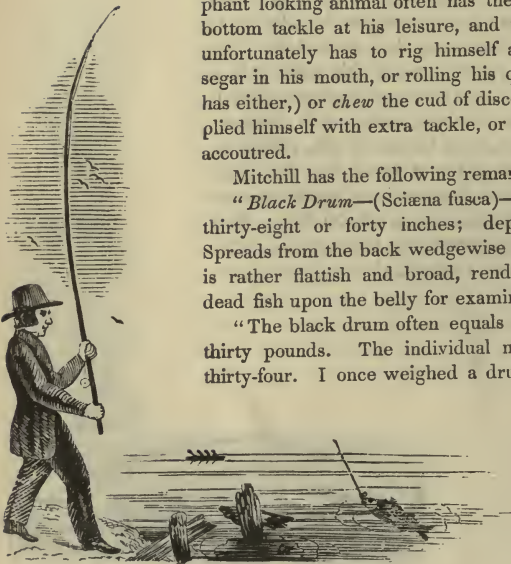 phant looking animal often has the
bottom tackle at his leisure, and
unfortunately has to rig himself a
segar in his mouth, or rolling his
has either,) or chew the cud of disc
plied himself with extra tackle, or
accoutred.
Mitchill has the following rema
"Black Drum—(Sciæna fusca)—
thirty-eight or forty inches; dep
Spreads from the back wedgewise
is rather flattish and broad, rend
dead fish upon the belly for exami
"The black drum often equals
thirty pounds. The individual
thirty-four. I once weighed a dru